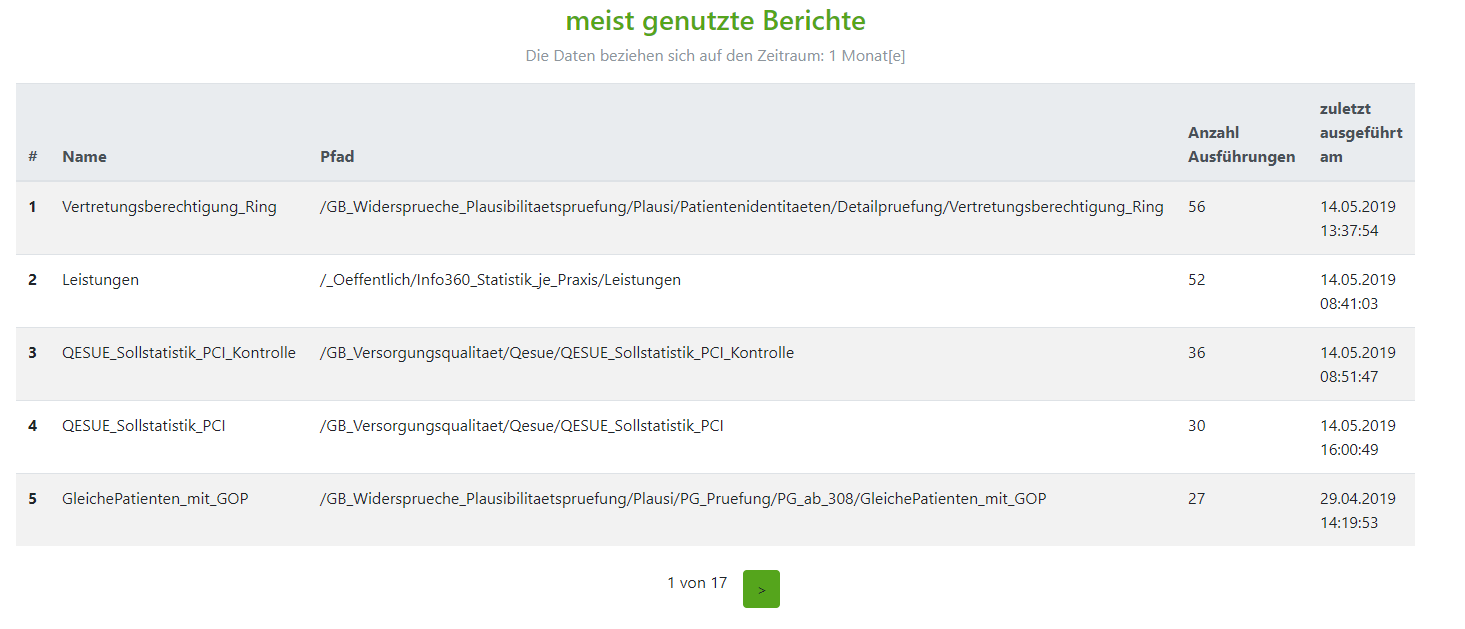 meist genutzte Berichte
Die Daten beziehen sich auf den Zeitraum: 1 Monat[e]
# Name Pfad Anzahl Ausführungen zuletzt ausgeführt am
1 Vertretungsberechtigung_Ring /GB_Widersprueche_Plausibilitaetspruefung/Plausi/Patientenidentitaeten/Detailpruefung/Vertretungsberechtigung_Ring 56 14.05.2019
13:37:54
2 Leistungen /_Oeffentlich/Info360_Statistik_je_Praxis/Leistungen 52 14.05.2019
08:41:03
3 QESUE_Sollstatistik_PCI_Kontrolle /GB_Versorgungsqualitaet/Qesue/QESUE_Sollstatistik_PCI_Kontrolle 36 14.05.2019
08:51:47
4 QESUE_Sollstatistik_PCI /GB_Versorgungsqualitaet/Qesue/QESUE_Sollstatistik_PCI 30 14.05.2019
16:00:49
5 GleichePatienten_mit_GOP /GB_Widersprueche_Plausibilitaetspruefung/Plausi/PG_Pruefung/PG_ab_308/GleichePatienten_mit_GOP 27 29.04.2019
14:19:53
1 von 17 >